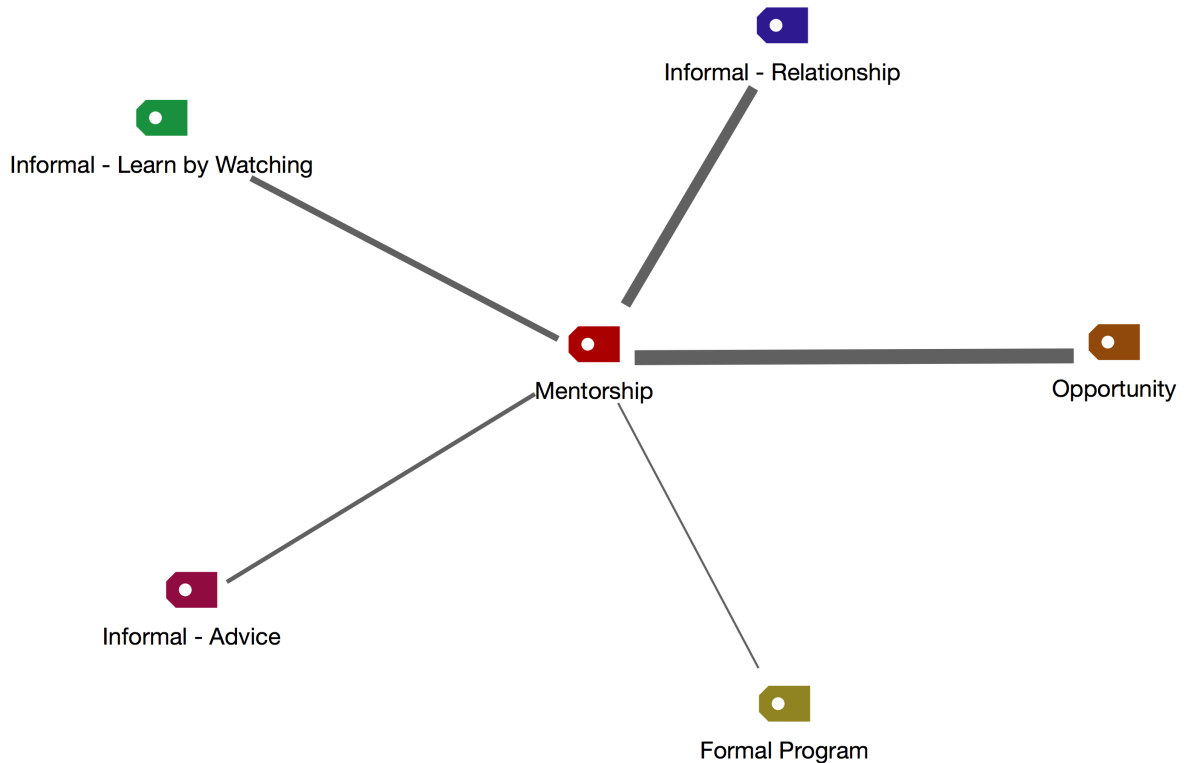 Informal - Relationship
Informal - Learn by Watching
Mentorship
Opportunity
Informal - Advice
Formal Program